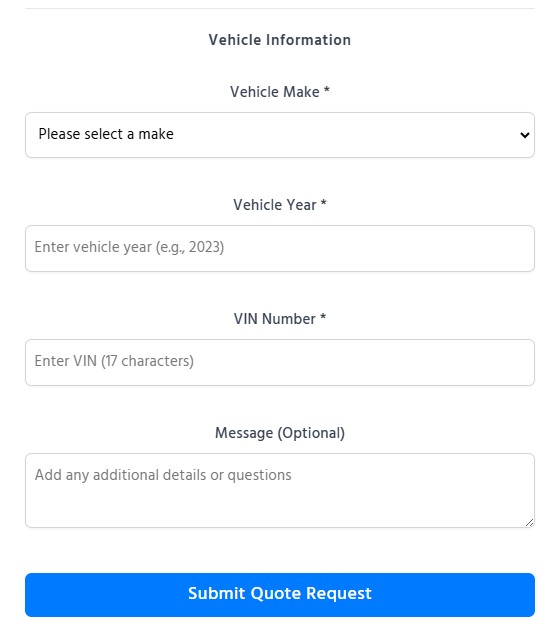 Vehicle Information
Vehicle Make *
Please select a make
Vehicle Year *
Enter vehicle year (e.g., 2023)
VIN Number *
Enter VIN (17 characters)
Message (Optional)
Add any additional details or questions
Submit Quote Request